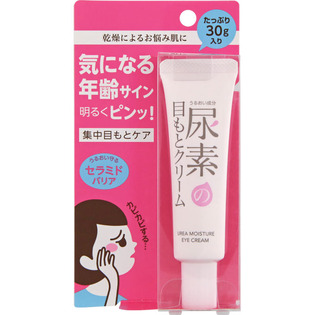 乾燥によるお悩み肌に
たっぷり
30g
入り
気になる
年齢サイン
明るくピンッ!
集中目もとケア
うるおい守る
セラミド
バリア
うるおい成分
尿素の
目もとクリーム
UREA MOISTURE
EYE CREAM